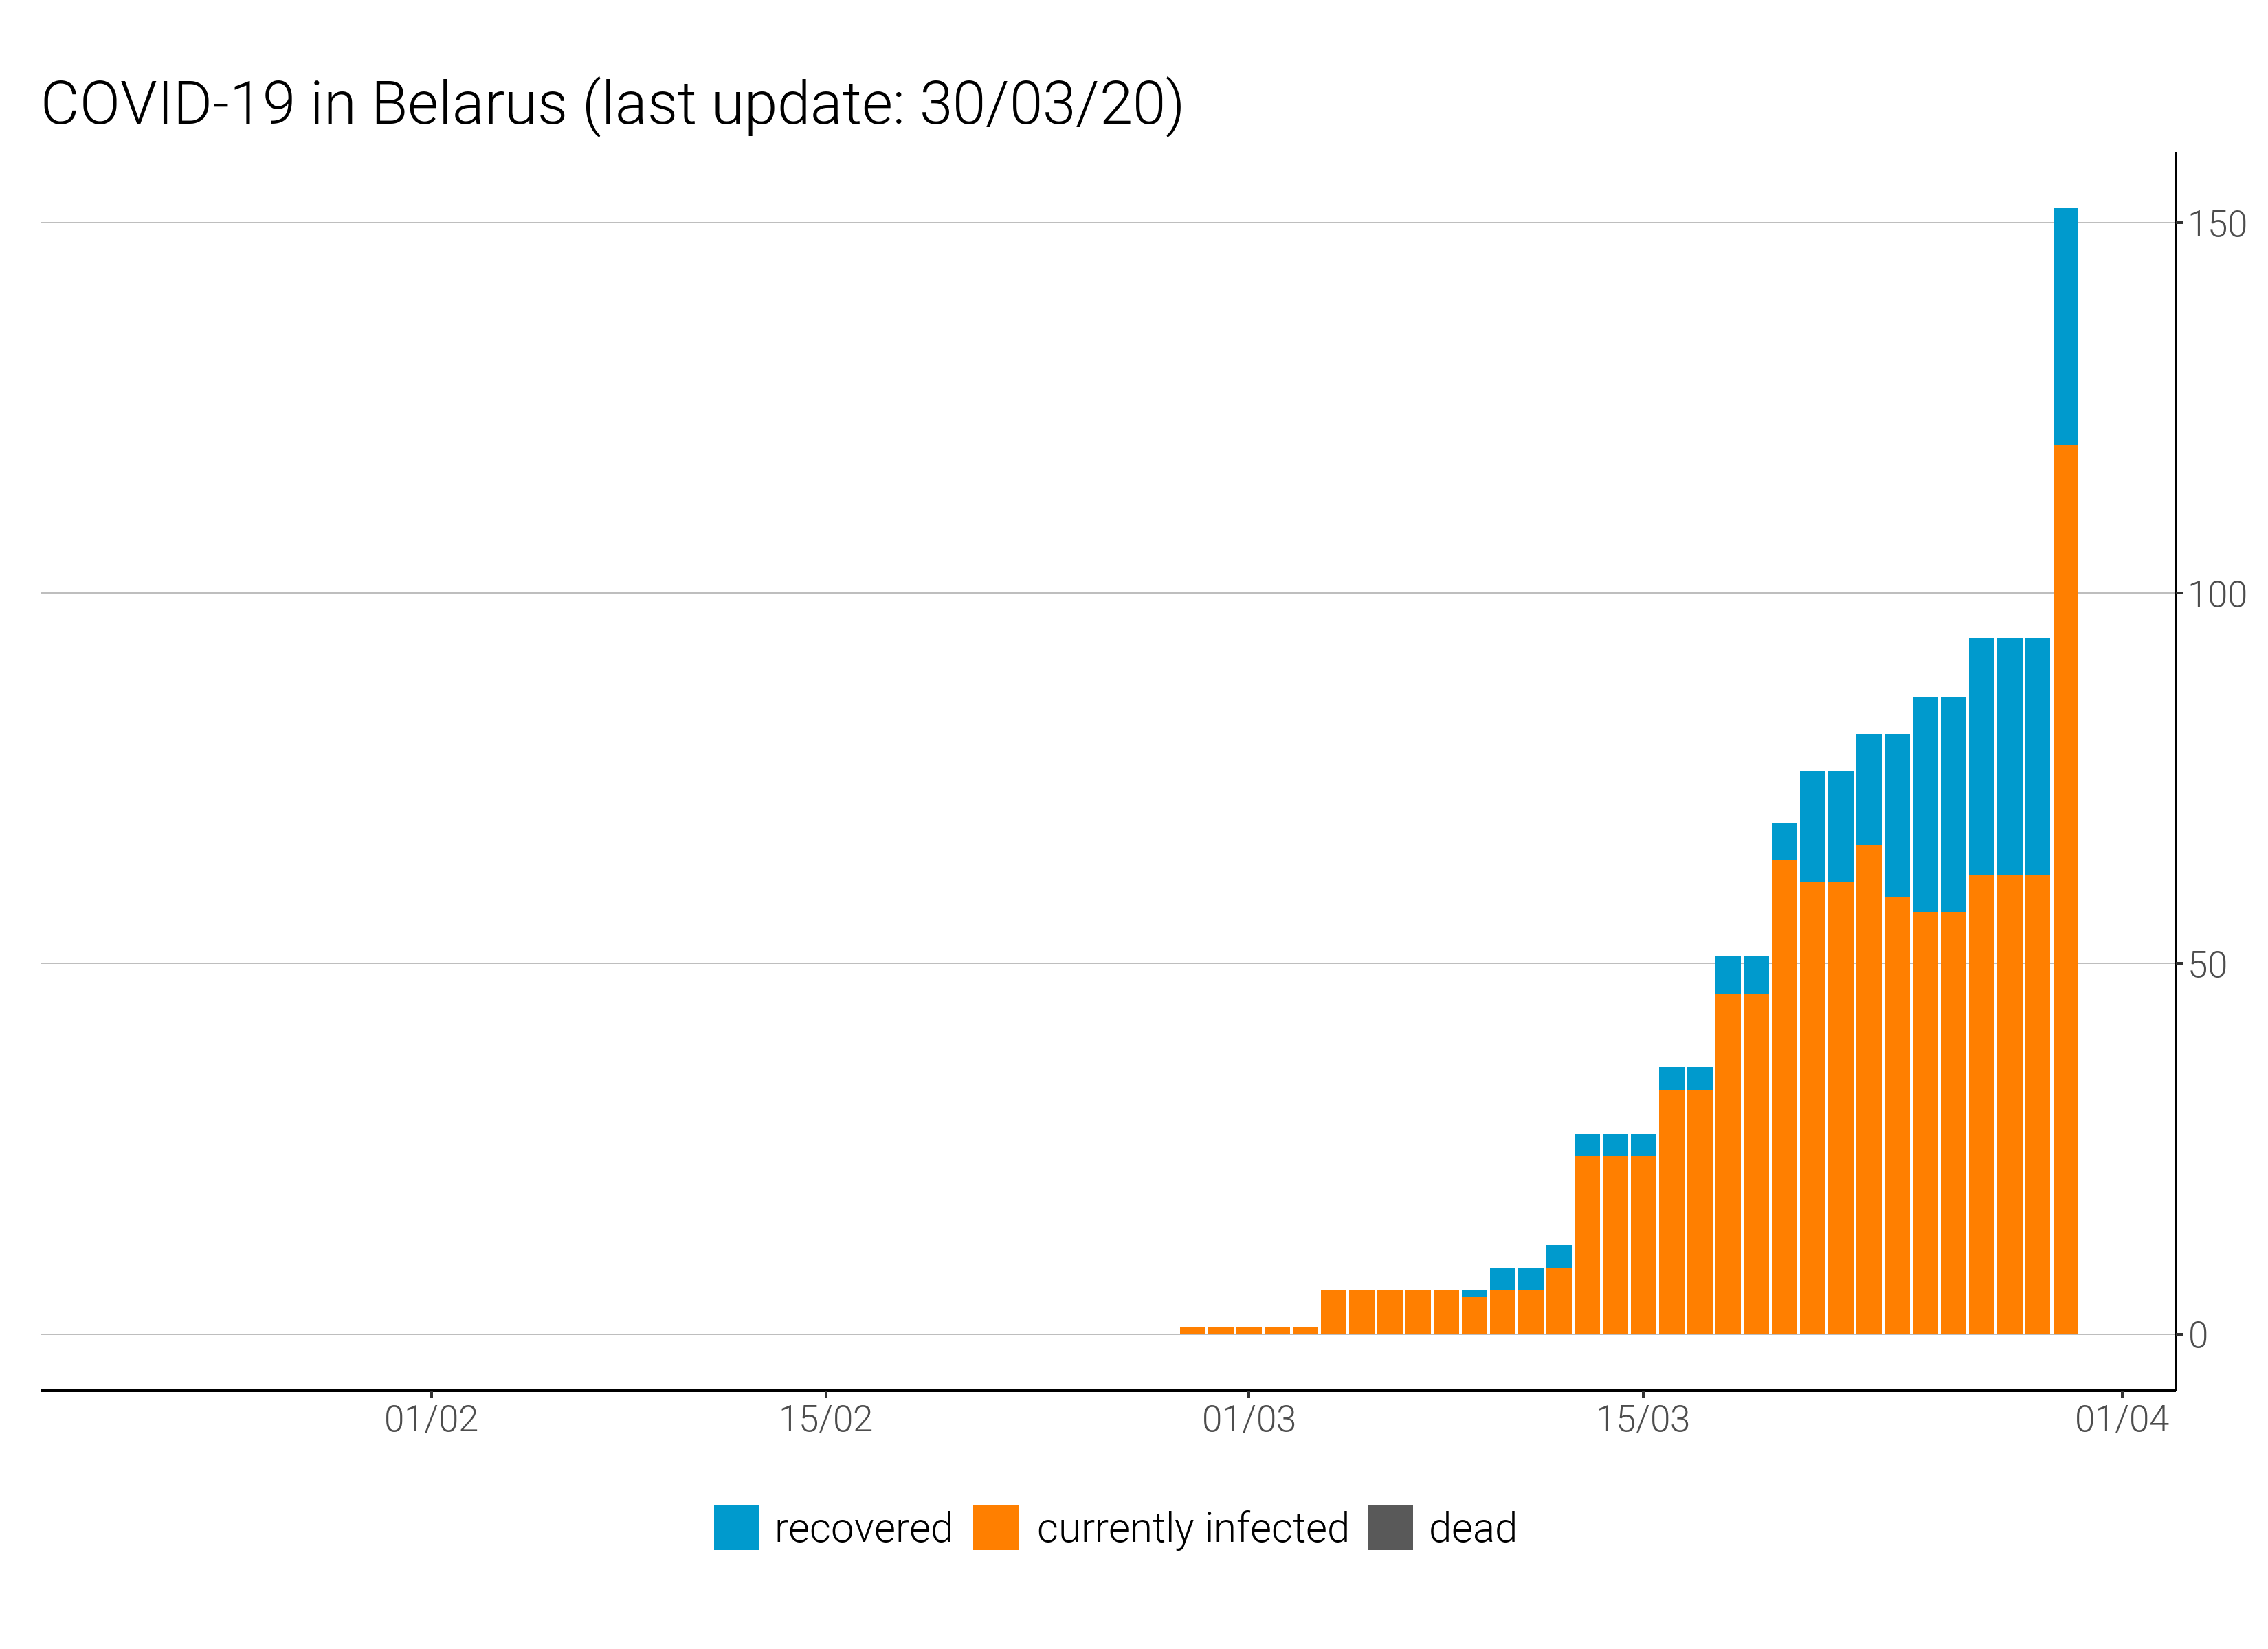 COVID-19 in Belarus (last update: 30/03/20)
150
100
50
0
01/02 15/02 01/03 15/03 01/04
recovered currently infected dead